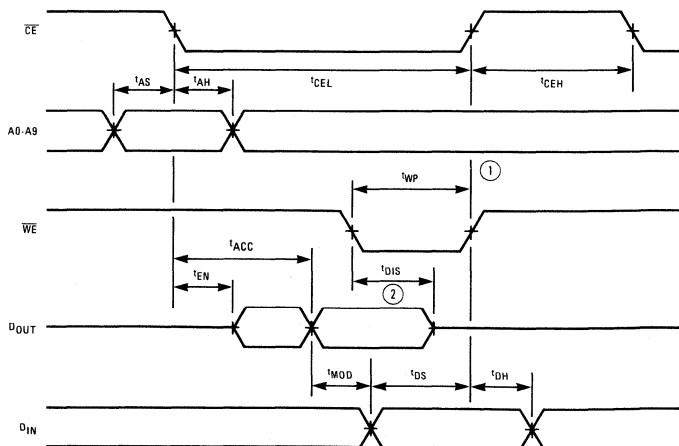 CE
tCEL
tCEH
tAS
tAH
A0-A9
tWP
1
WE
tACC
tEN
tDIS
2
DOUT
tMOD
tDS
tDH
DIN